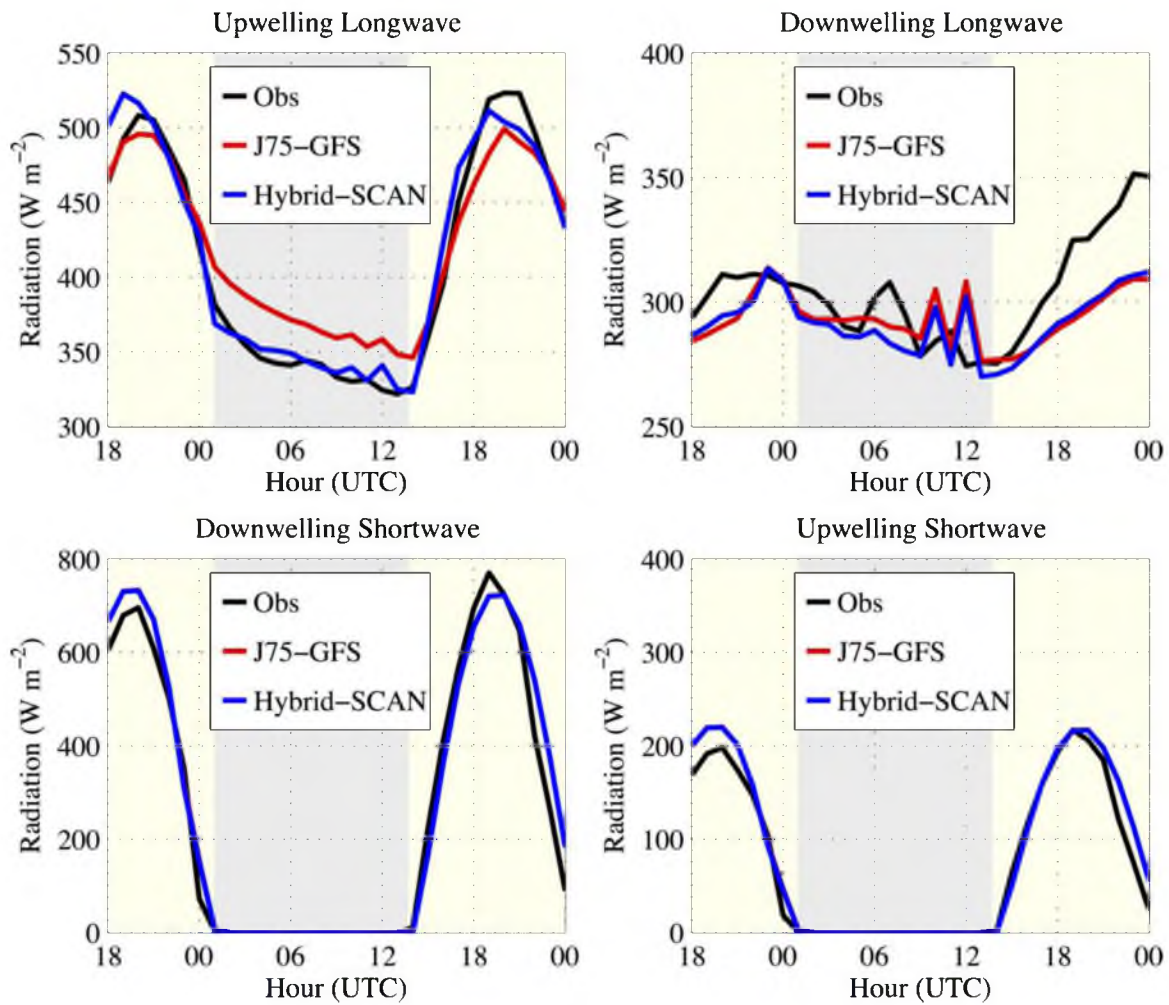 Upwelling Longwave
Radiation (W m−2)
550
500
450
400
350
300
Obs
J75−GFS
Hybrid−SCAN
18 00 06 12 18 00
Hour (UTC)
Downwelling Longwave
Radiation (W m−2)
400
350
300
250
Obs
J75−GFS
Hybrid−SCAN
18 00 06 12 18 00
Hour (UTC)
Downwelling Shortwave
Radiation (W m−2)
800
600
400
200
0
Obs
J75−GFS
Hybrid−SCAN
18 00 06 12 18 00
Hour (UTC)
Upwelling Shortwave
Radiation (W m−2)
400
300
200
100
0
Obs
J75−GFS
Hybrid−SCAN
18 00 06 12 18 00
Hour (UTC)